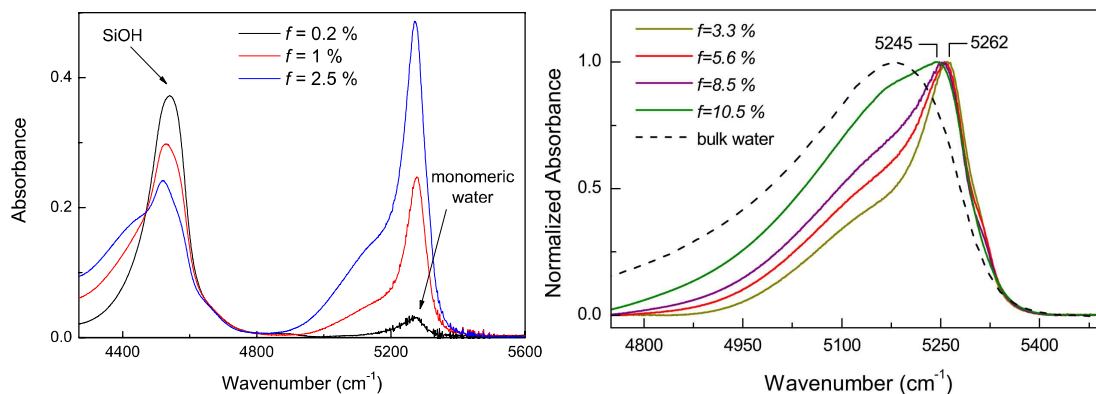 SiOH
f = 0.2 %
f = 1 %
f = 2.5 %
monomeric
water
0.4
0.2
0.0
4400
4800
5200
5600
Absorbance
Wavenumber (cm⁻¹)
f=3.3 %
f=5.6 %
f=8.5 %
f=10.5 %
bulk water
5245
5262
1.0
0.5
0.0
4800
4950
5100
5250
5400
Normalized Absorbance
Wavenumber (cm⁻¹)